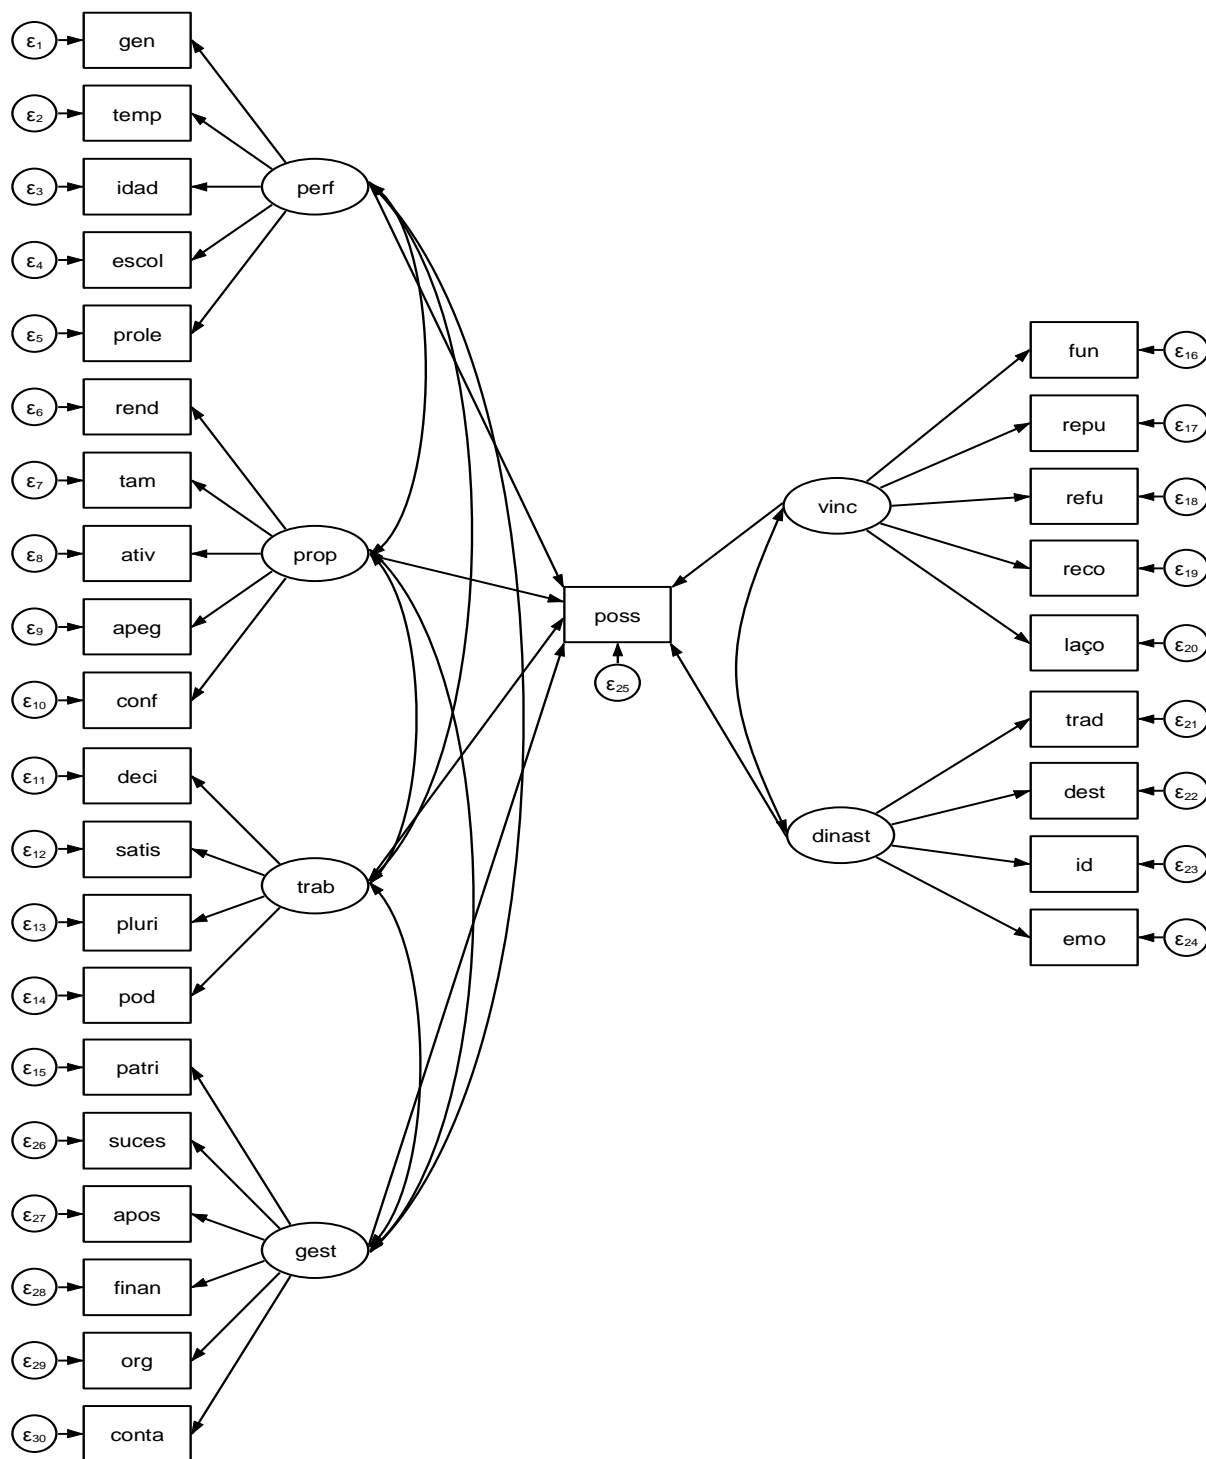 ε1 gen
ε2 temp
ε3 idad
perf
ε4 escol
ε5 prole
ε6 rend
ε7 tam
ε8 ativ
prop
ε9 apeg
ε10 conf
ε11 deci
ε12 satis
trab
ε13 pluri
ε14 pod
ε15 patri
ε26 suces
ε27 apos
gest
ε28 finan
ε29 org
ε30 conta
poss
ε25
vinc
dinast
fun ε16
repu ε17
refu ε18
reco ε19
laço ε20
trad ε21
dest ε22
id ε23
emo ε24